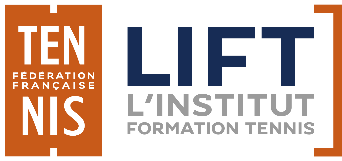 TEN
FÉDÉRATION
FRANÇAISE
NIS
LIFT
L'INSTITUT
FORMATION TENNIS